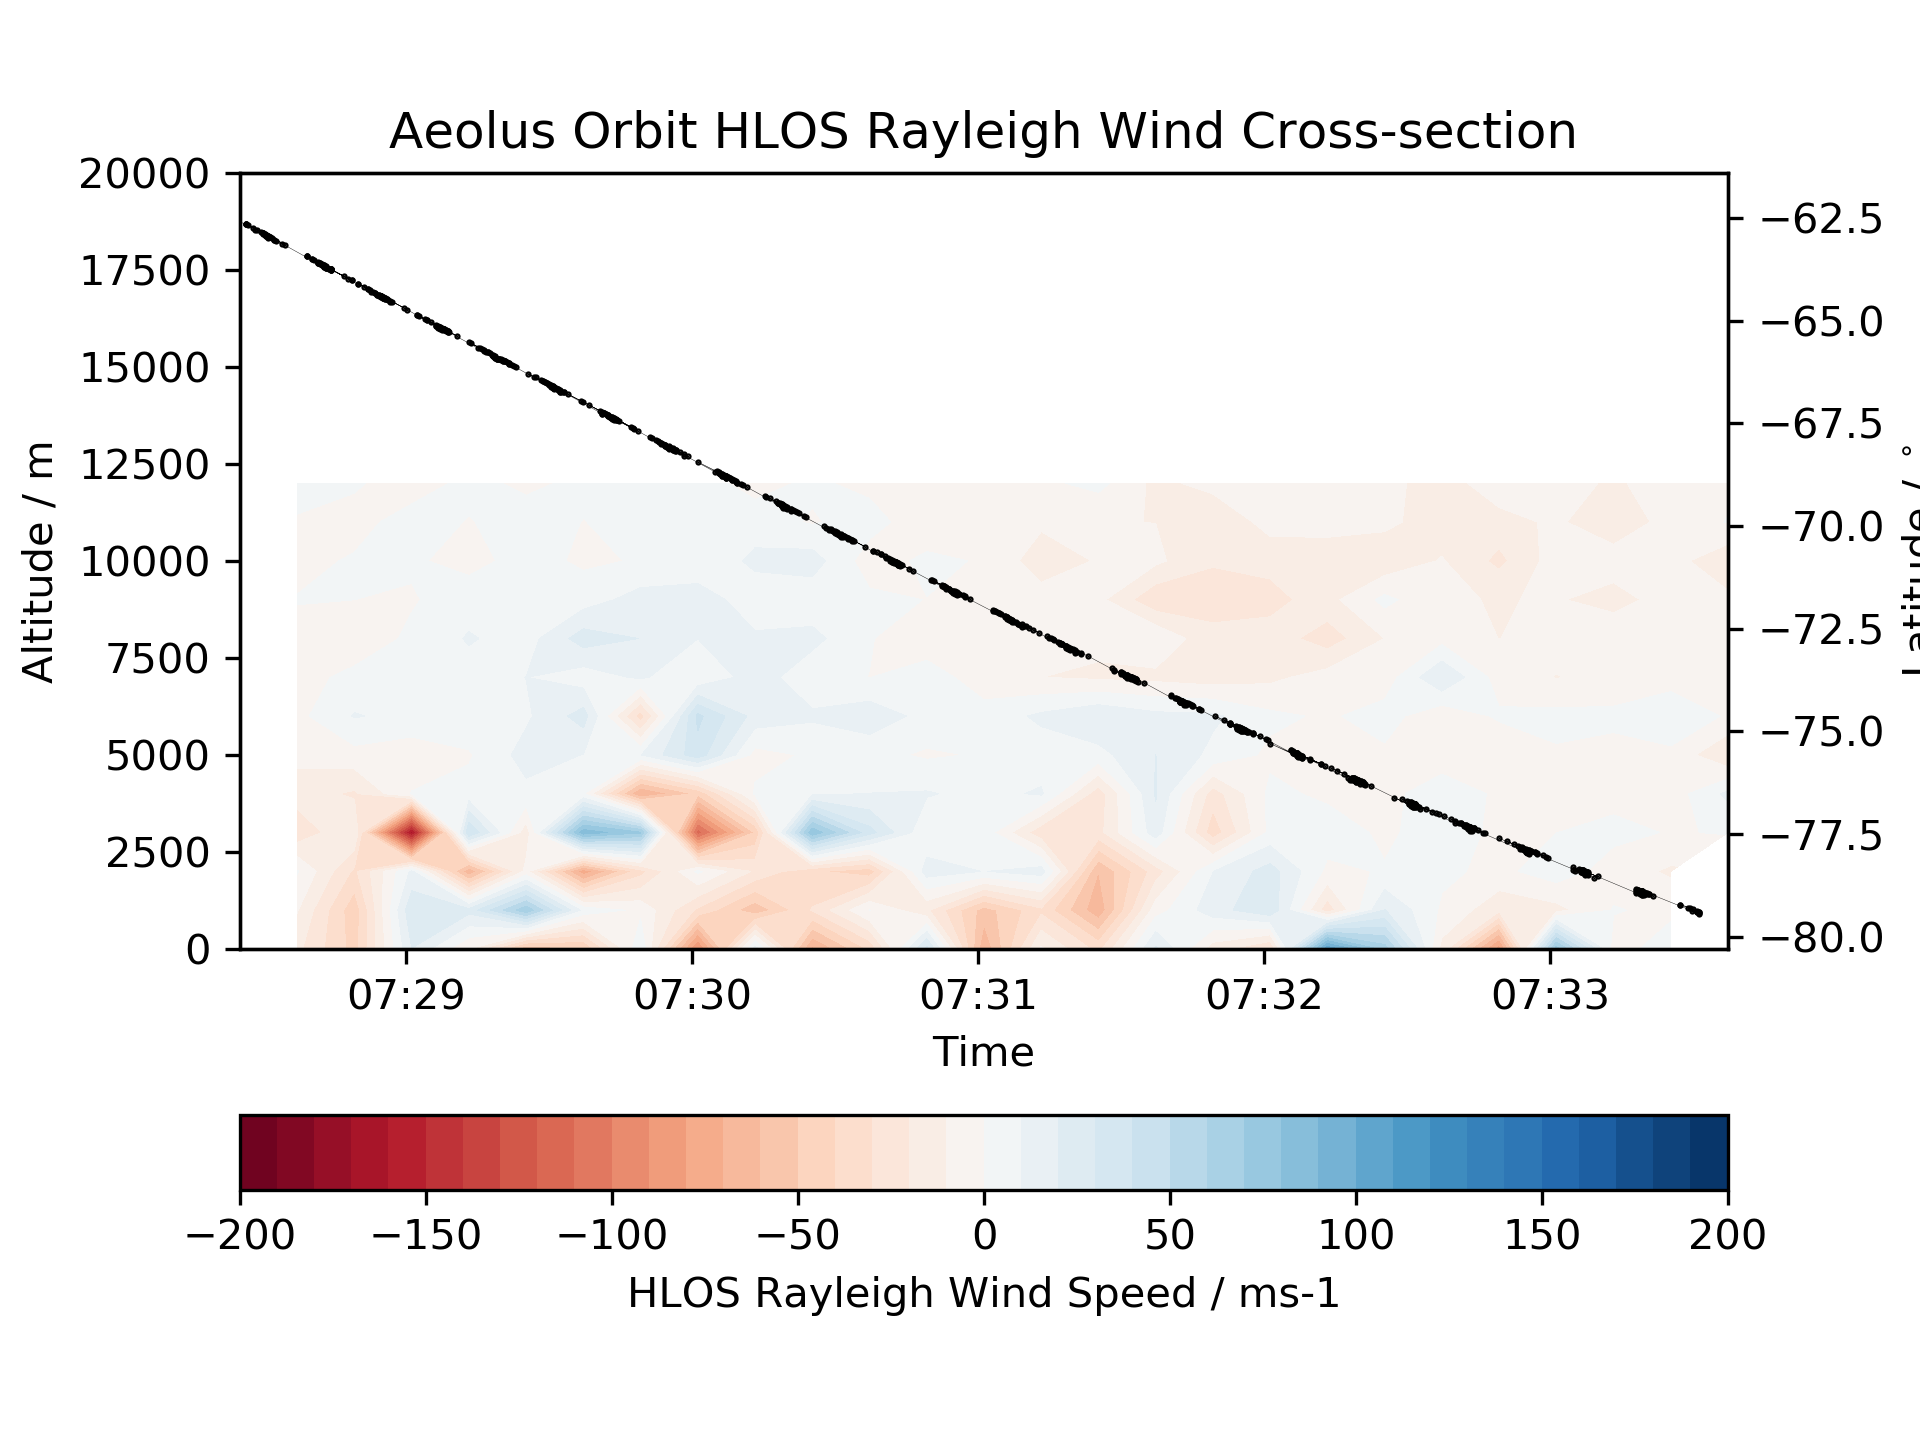 Aeolus Orbit HLOS Rayleigh Wind Cross-section
20000
17500
15000
12500
10000
7500
5000
2500
0
Altitude / m
−62.5
−65.0
−67.5
−70.0
−72.5
−75.0
−77.5
−80.0
Latitude / °
07:29 07:30 07:31 07:32 07:33
Time
−200 −150 −100 −50 0 50 100 150 200
HLOS Rayleigh Wind Speed / ms-1